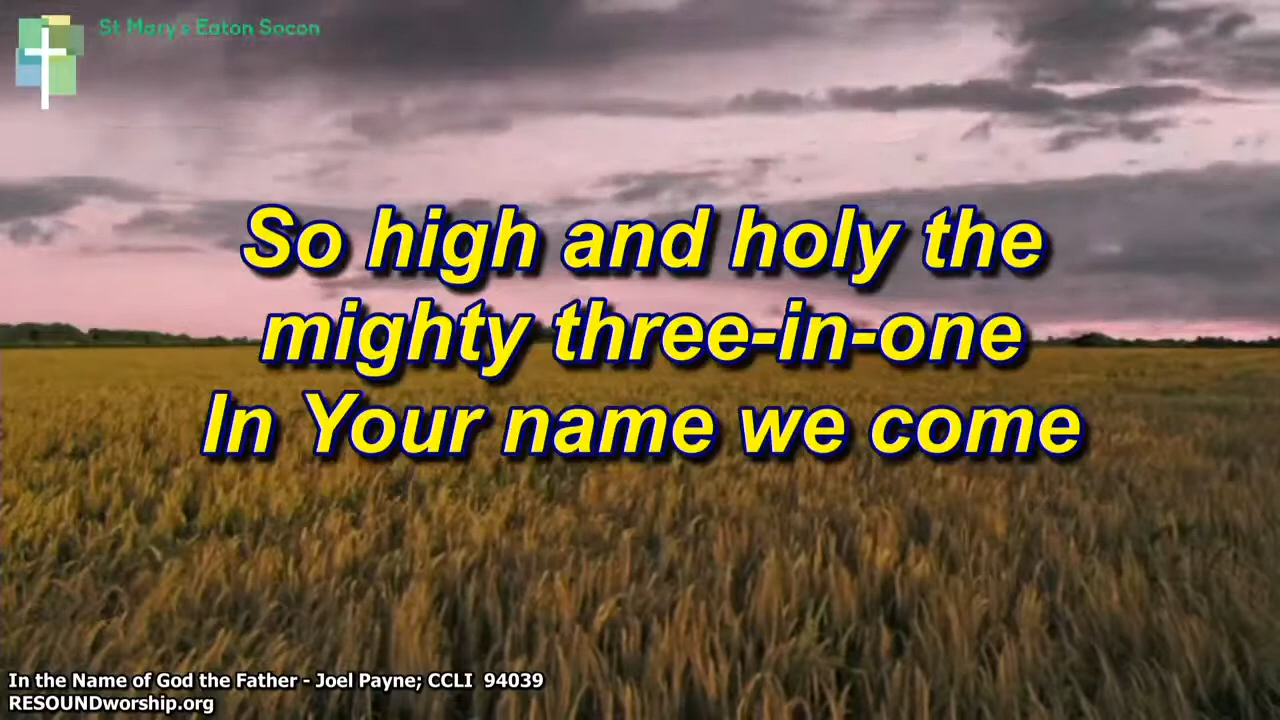 St Mary's Eaton Socon
So high and holy the
mighty three-in-one
In Your name we come
In the Name of God the Father - Joel Payne; CCLI 94039
RESOUNDworship.org